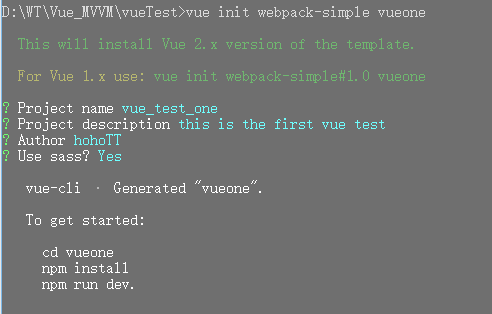 D:\WT\Vue_MVVM\vueTest>vue init webpack-simple vueone
This will install Vue 2.x version of the template.
For Vue 1.x use: vue init webpack-simple#1.0 vueone
? Project name vue_test_one
? Project description this is the first vue test
? Author hohoTT
? Use sass? Yes
vue-cli · Generated "vueone".
To get started:
cd vueone
npm install
npm run dev.